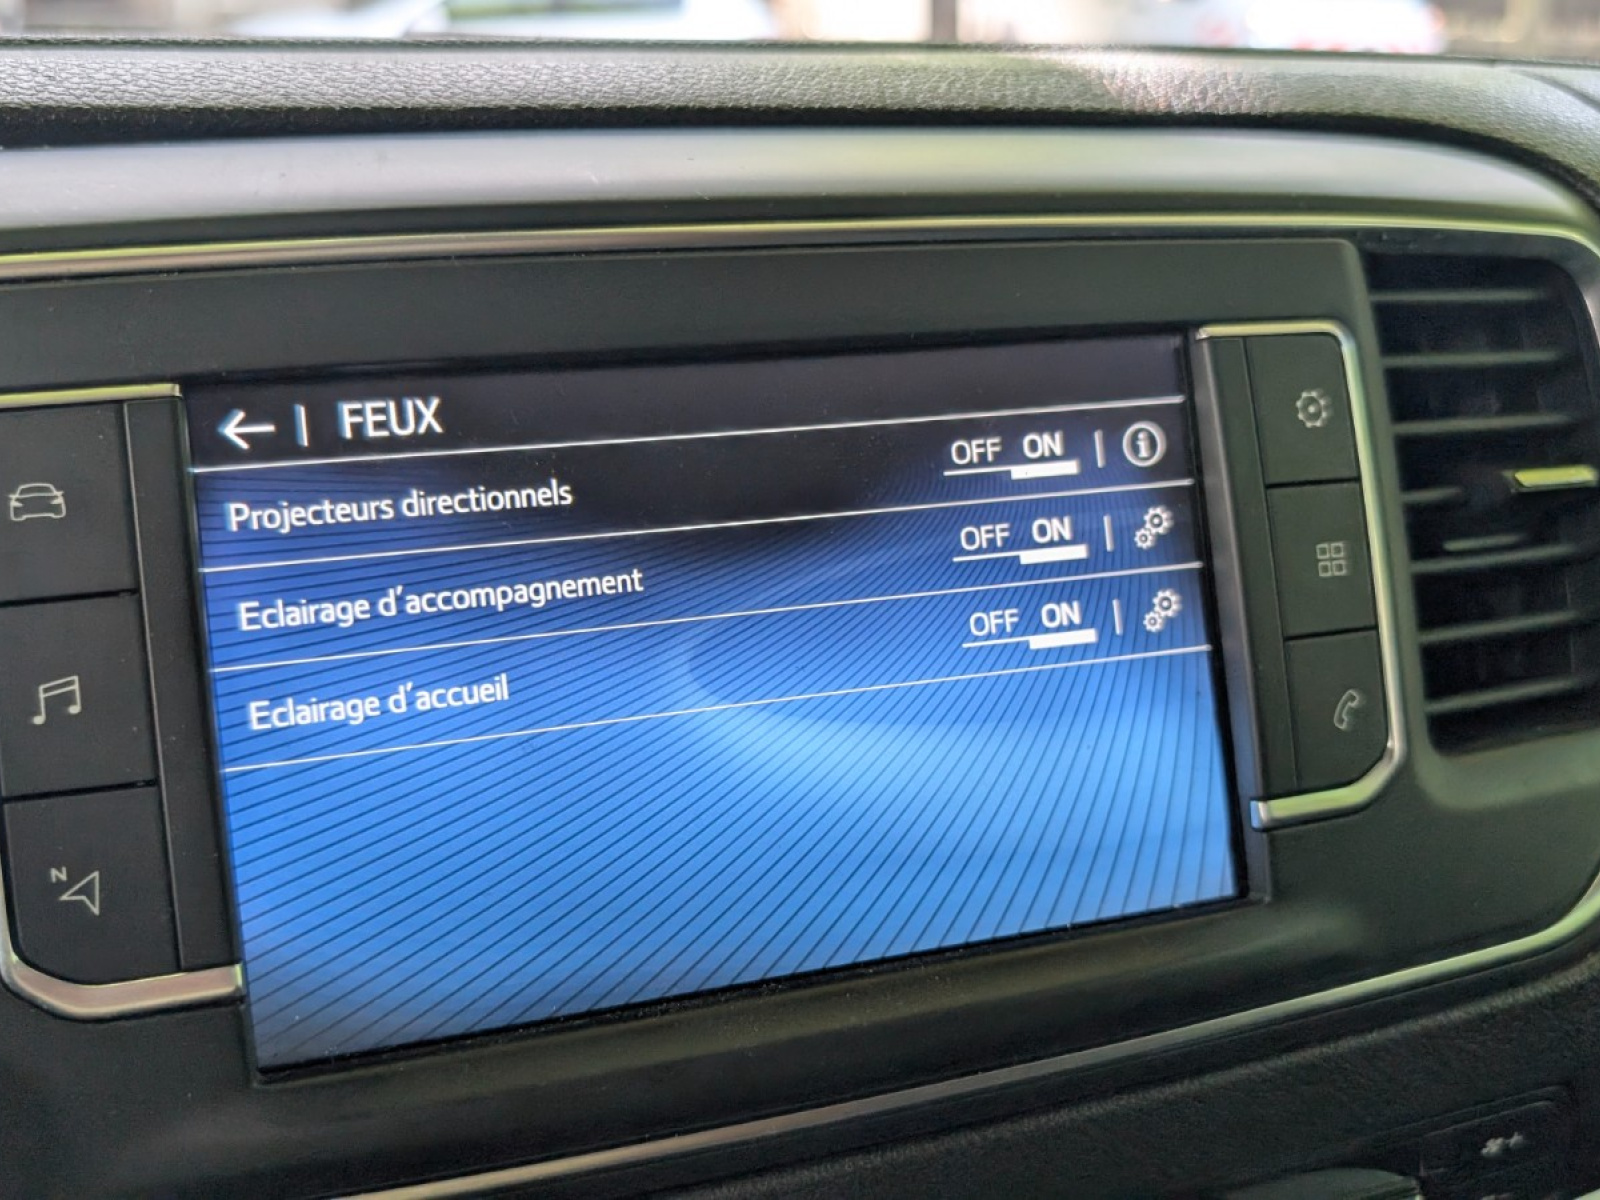 FEUX
Projecteurs directionnels OFF ON
Eclairage d'accompagnement OFF ON
Eclairage d'accueil OFF ON
N